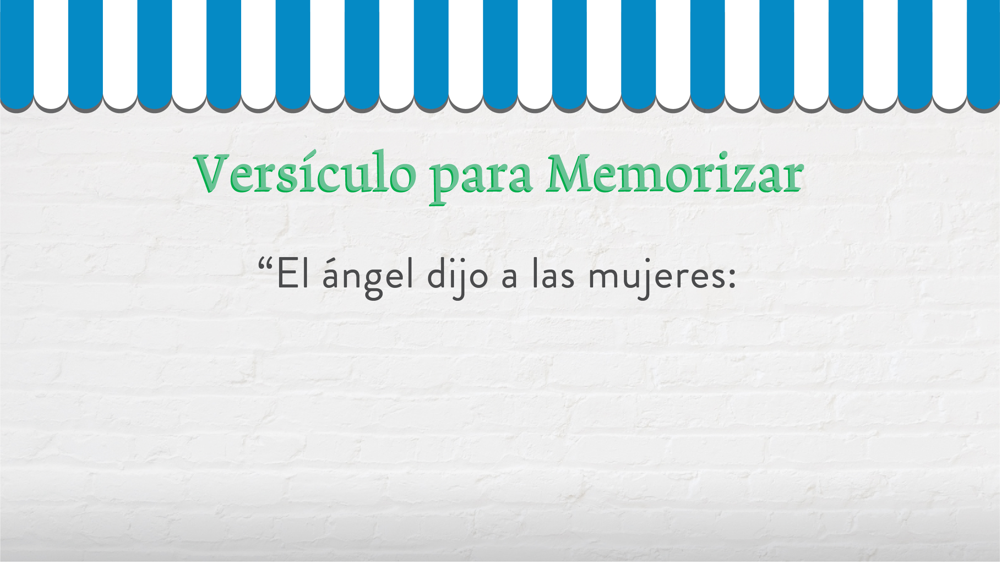 Versículo para Memorizar
“El ángel dijo a las mujeres: